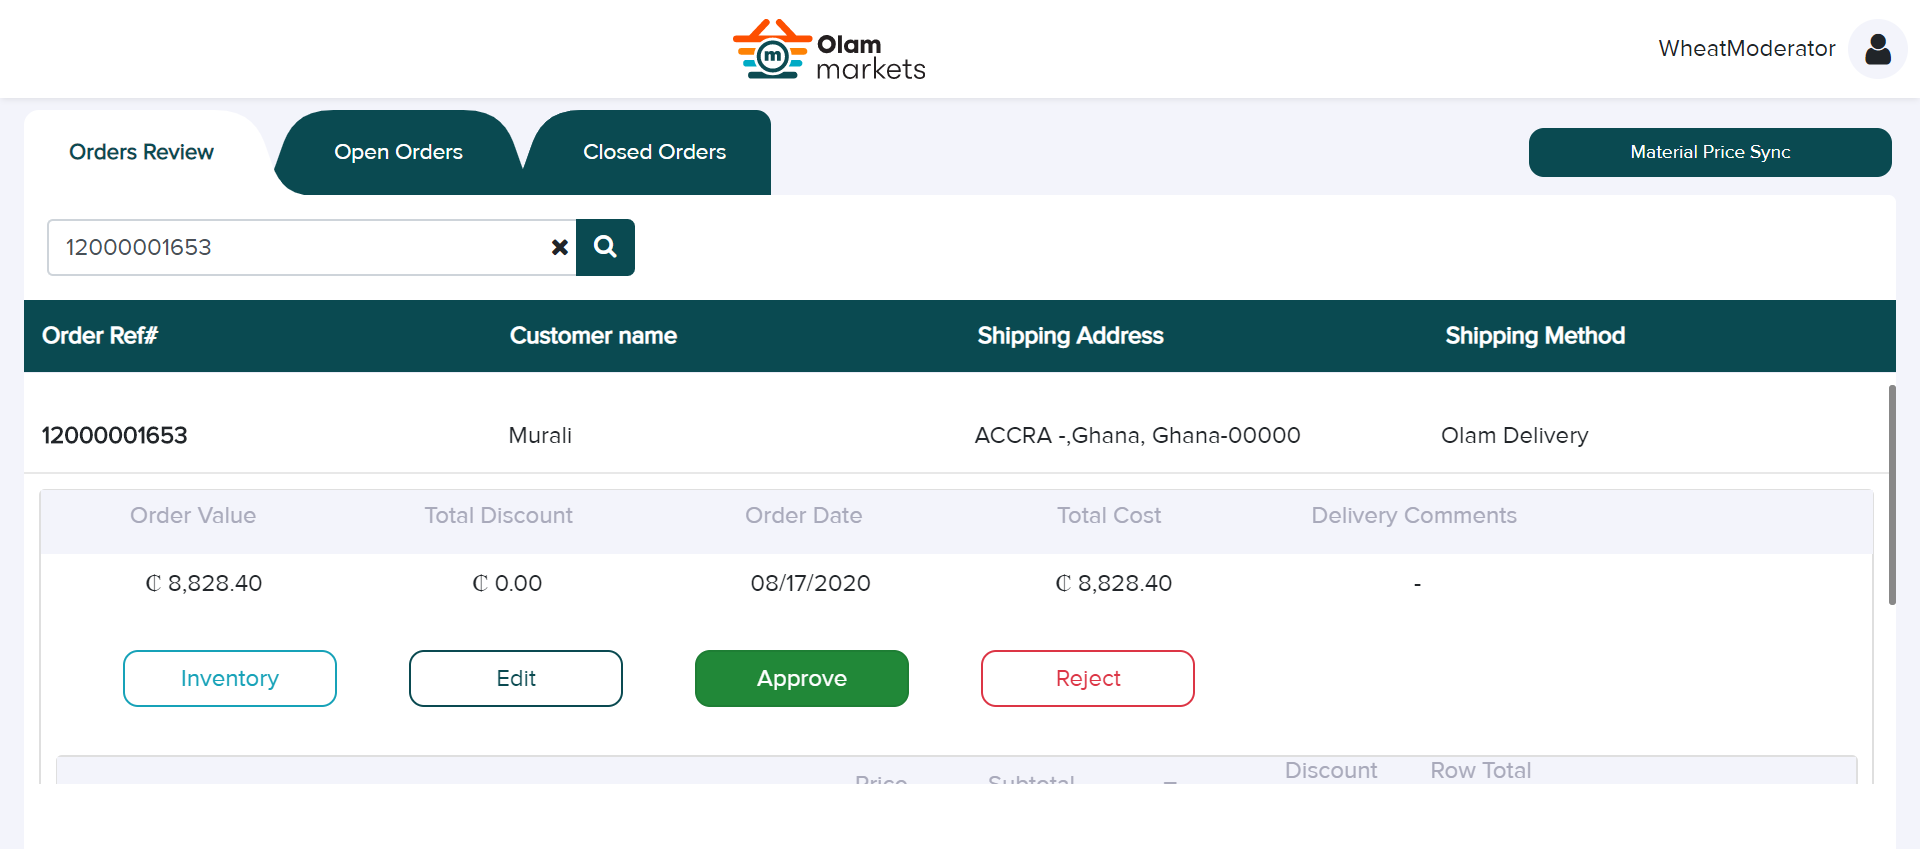 m Olam
markets
WheatModerator
Orders Review Open Orders Closed Orders Material Price Sync
12000001653
Order Ref# Customer name Shipping Address Shipping Method
12000001653 Murali ACCRA -,Ghana, Ghana-00000 Olam Delivery
Order Value Total Discount Order Date Total Cost Delivery Comments
₵ 8,828.40 ₵ 0.00 08/17/2020 ₵ 8,828.40 -
Inventory Edit Approve Reject
Price Subtotal Discount Row Total